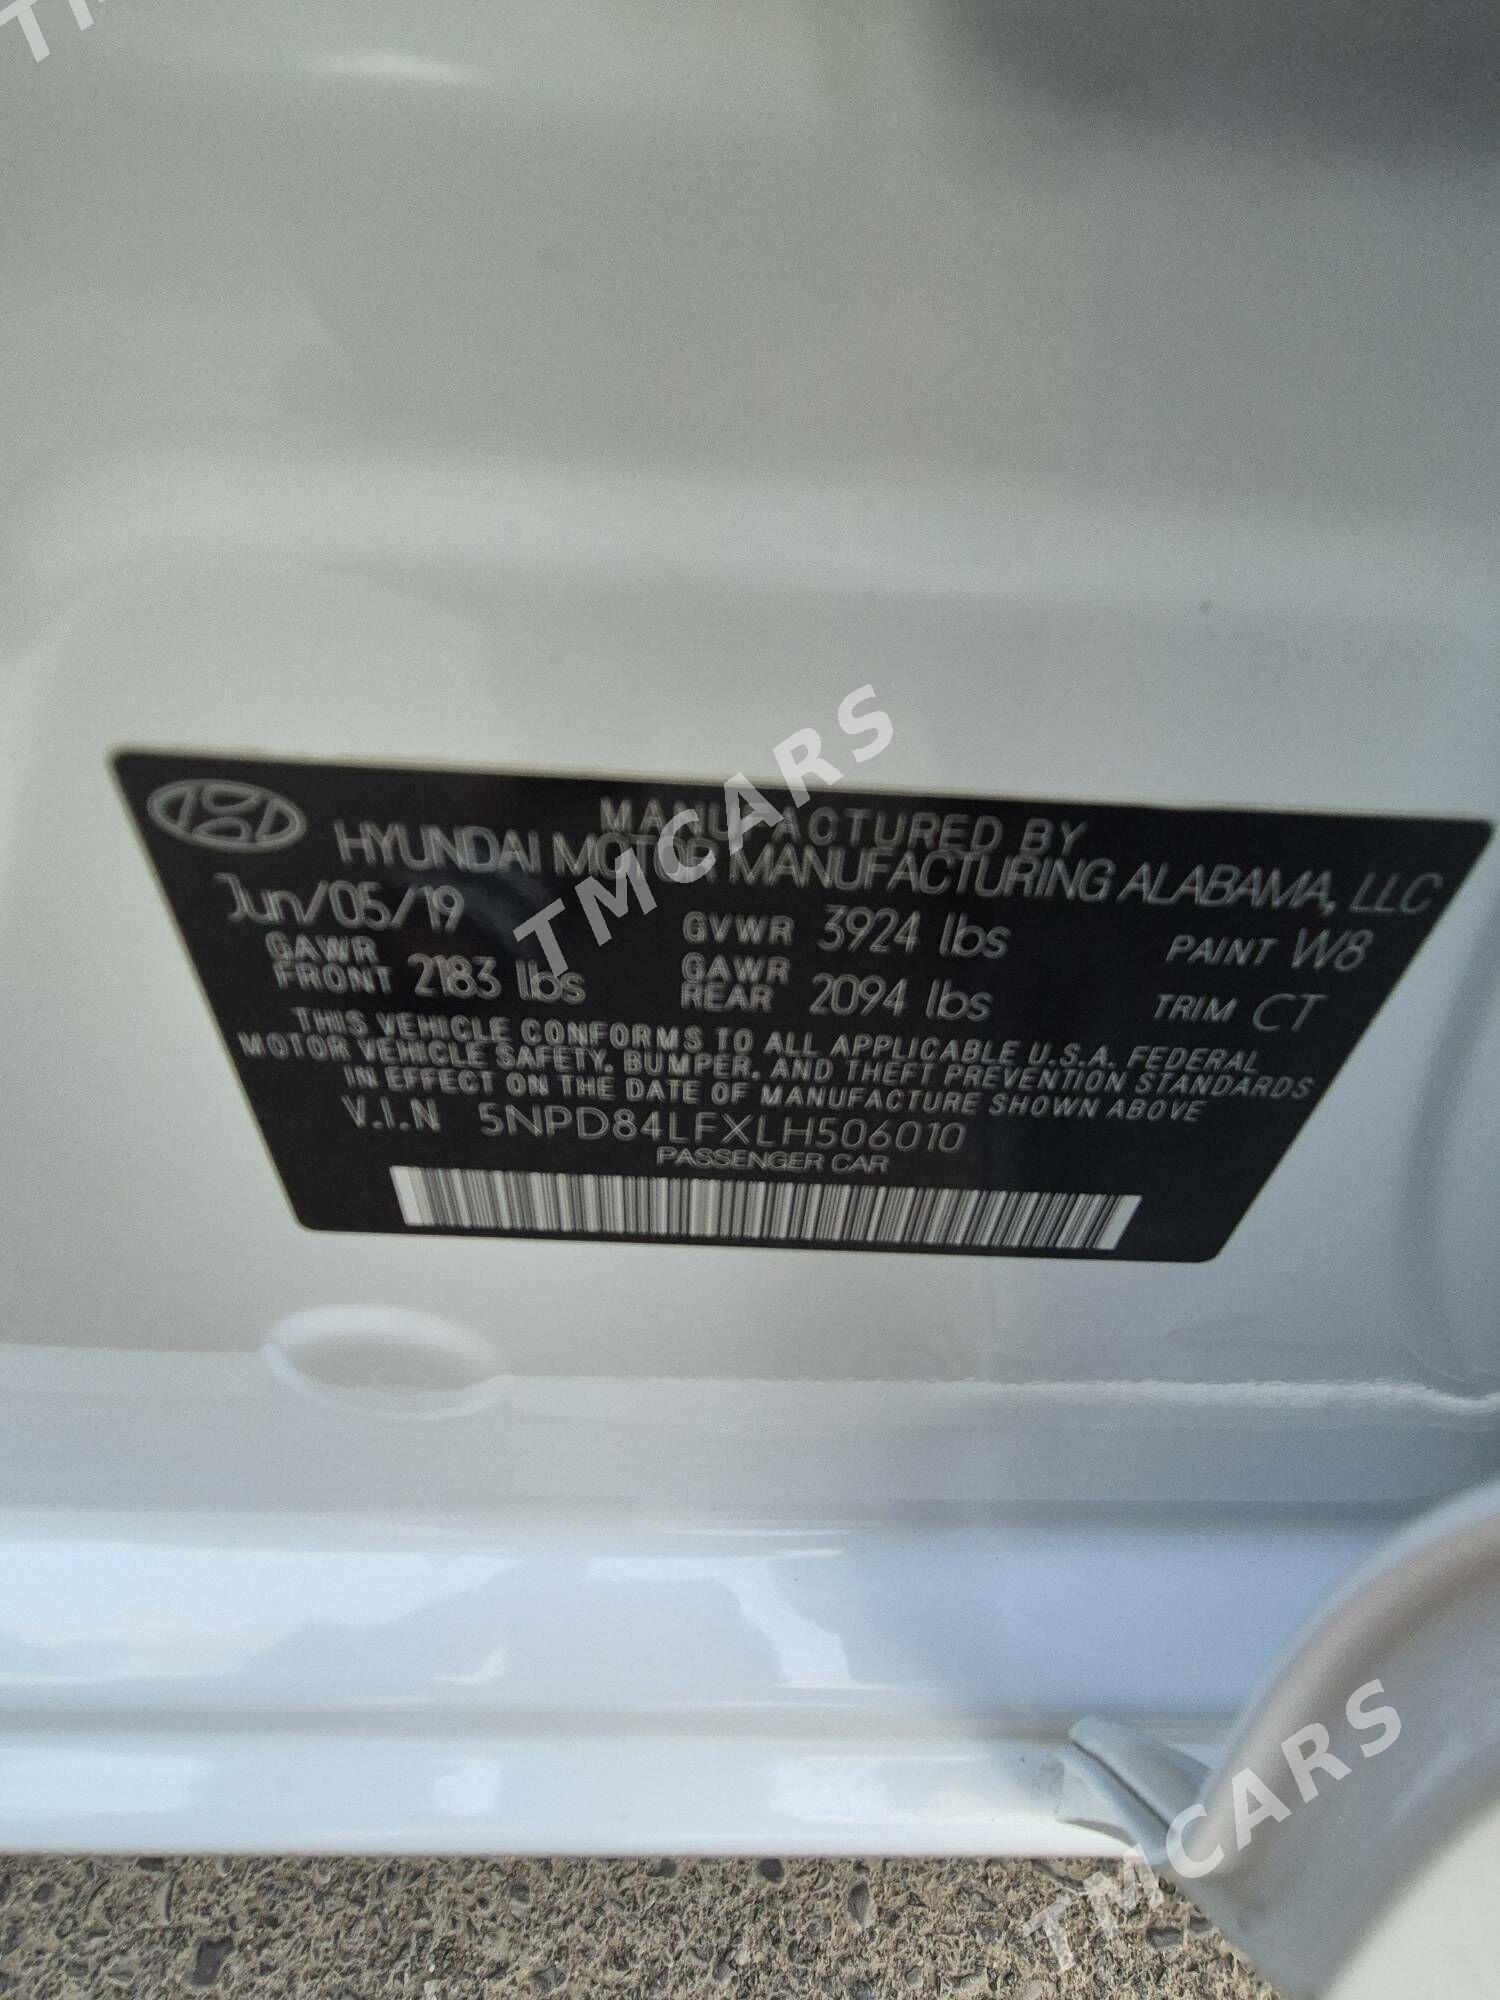 MANUFACTURED BY
HYUNDAI MOTOR MANUFACTURING ALABAMA, LLC
Jun/05/19
GVWR 3924 lbs
PAINT W8
GAWR FRONT 2183 lbs
GAWR REAR 2094 lbs
TRIM CT
THIS VEHICLE CONFORMS TO ALL APPLICABLE U.S.A. FEDERAL
MOTOR VEHICLE SAFETY, BUMPER, AND THEFT PREVENTION STANDARDS
IN EFFECT ON THE DATE OF MANUFACTURE SHOWN ABOVE
V.I.N 5NPD84LFXLH506010
PASSENGER CAR
TMCARS
TMCARS